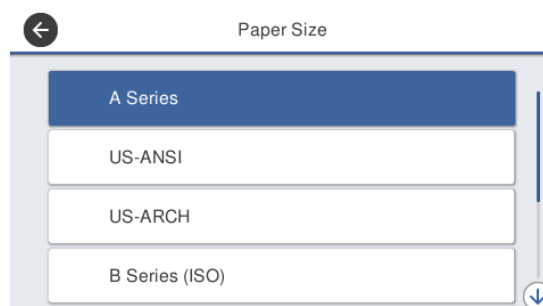 Paper Size
A Series
US-ANSI
US-ARCH
B Series (ISO)